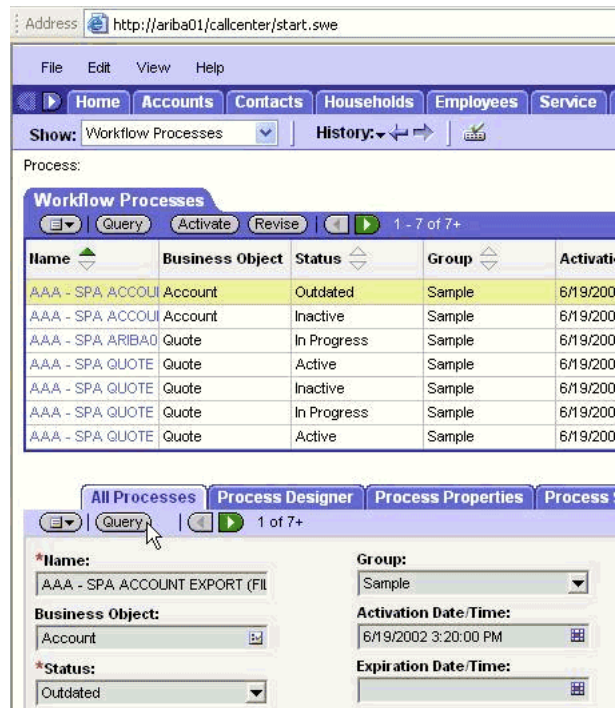 Address http://ariba01/callcenter/start.swe
File Edit View Help
Home Accounts Contacts Households Employees Service
Show: Workflow Processes History:
Process:
Workflow Processes
Query Activate Revise 1 - 7 of 7+
Name Business Object Status Group Activati
AAA - SPA ACCOU Account Outdated Sample 6/19/200
AAA - SPA ACCOU Account Inactive Sample 6/19/200
AAA - SPA ARIBA0 Quote In Progress Sample 6/19/200
AAA - SPA QUOTE Quote Active Sample 6/19/200
AAA - SPA QUOTE Quote Inactive Sample 6/19/200
AAA - SPA QUOTE Quote In Progress Sample 6/19/200
AAA - SPA QUOTE Quote Active Sample 6/19/200
All Processes Process Designer Process Properties Process
Query 1 of 7+
*Name: Group:
AAA - SPA ACCOUNT EXPORT (FIL Sample
Business Object: Activation Date/Time:
Account 6/19/2002 3:20:00 PM
*Status: Expiration Date/Time:
Outdated